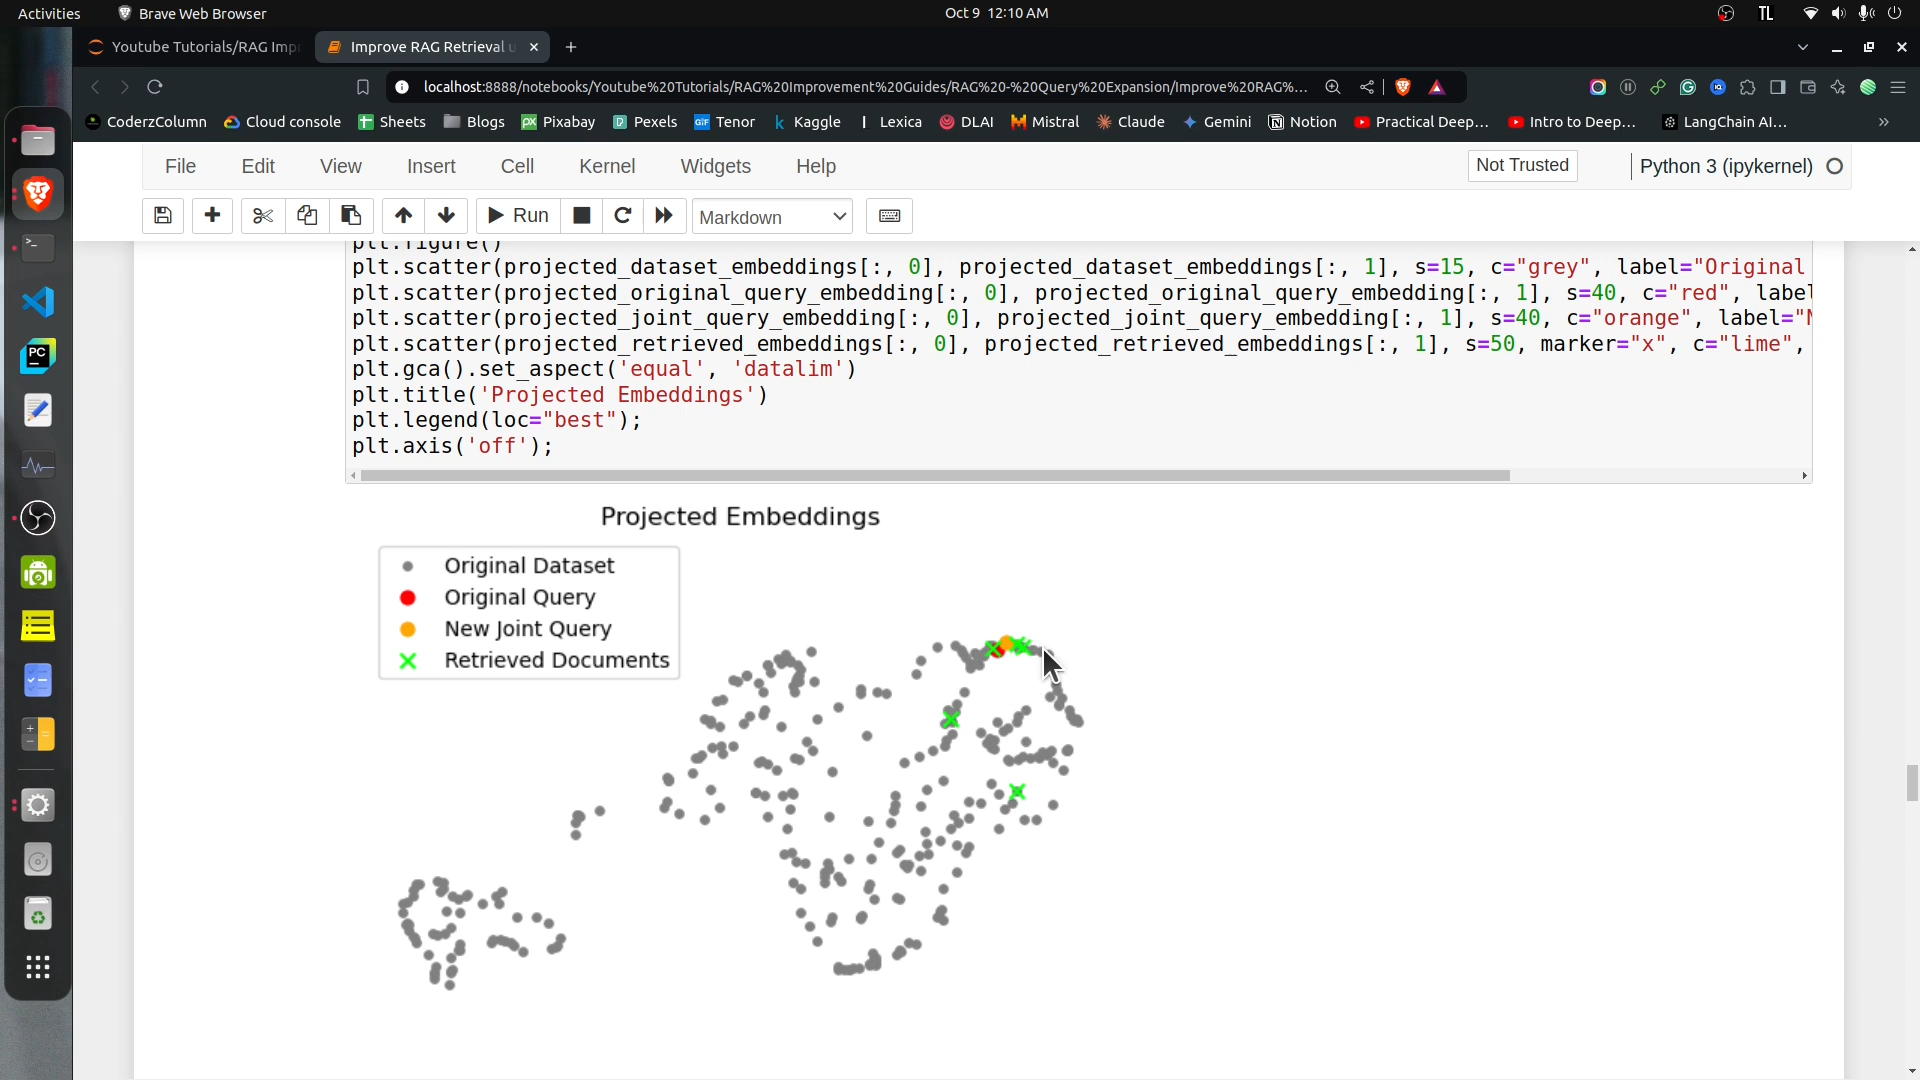 Activities
Brave Web Browser
Oct 9 12:10 AM
TL
Youtube Tutorials/RAG Imp
Improve RAG Retrieval u
localhost:8888/notebooks/Youtube%20Tutorials/RAG%20Improvement%20Guides/RAG%20-%20Query%20Expansion/Improve%20RAG%...
CoderzColumn
Cloud console
Sheets
Blogs
PX Pixabay
Pexels
GIF Tenor
Kaggle
Lexica
DLAI
Mistral
Claude
Gemini
Notion
Practical Deep...
Intro to Deep...
LangChain AI...
File Edit View Insert Cell Kernel Widgets Help
Not Trusted
Python 3 (ipykernel)
Run
Markdown
plt.figure()
plt.scatter(projected_dataset_embeddings[:, 0], projected_dataset_embeddings[:, 1], s=15, c="grey", label="Original
plt.scatter(projected_original_query_embedding[:, 0], projected_original_query_embedding[:, 1], s=40, c="red", label
plt.scatter(projected_joint_query_embedding[:, 0], projected_joint_query_embedding[:, 1], s=40, c="orange", label="N
plt.scatter(projected_retrieved_embeddings[:, 0], projected_retrieved_embeddings[:, 1], s=50, marker="x", c="lime",
plt.gca().set_aspect('equal', 'datalim')
plt.title('Projected Embeddings')
plt.legend(loc="best");
plt.axis('off');
Projected Embeddings
Original Dataset
Original Query
New Joint Query
Retrieved Documents
PC